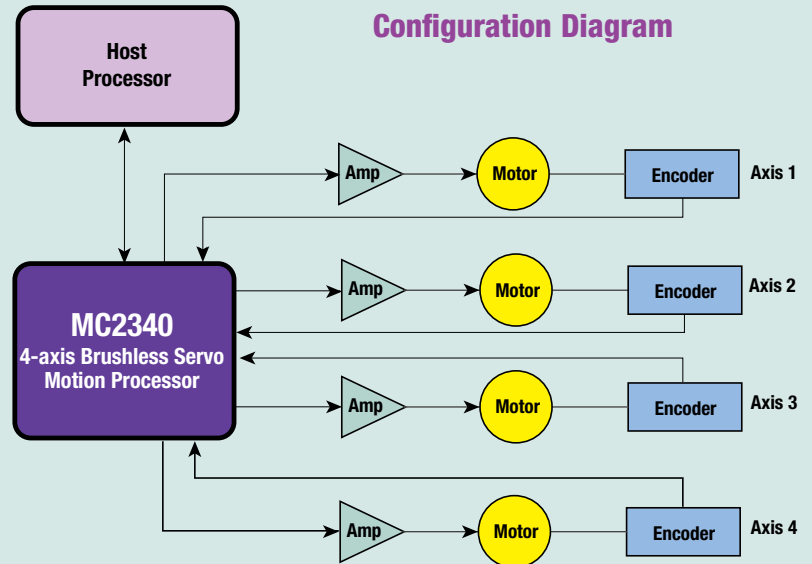 Configuration Diagram
Host
Processor
Amp
Motor
Encoder
Axis 1
MC2340
4-axis Brushless Servo
Motion Processor
Amp
Motor
Encoder
Axis 2
Amp
Motor
Encoder
Axis 3
Amp
Motor
Encoder
Axis 4